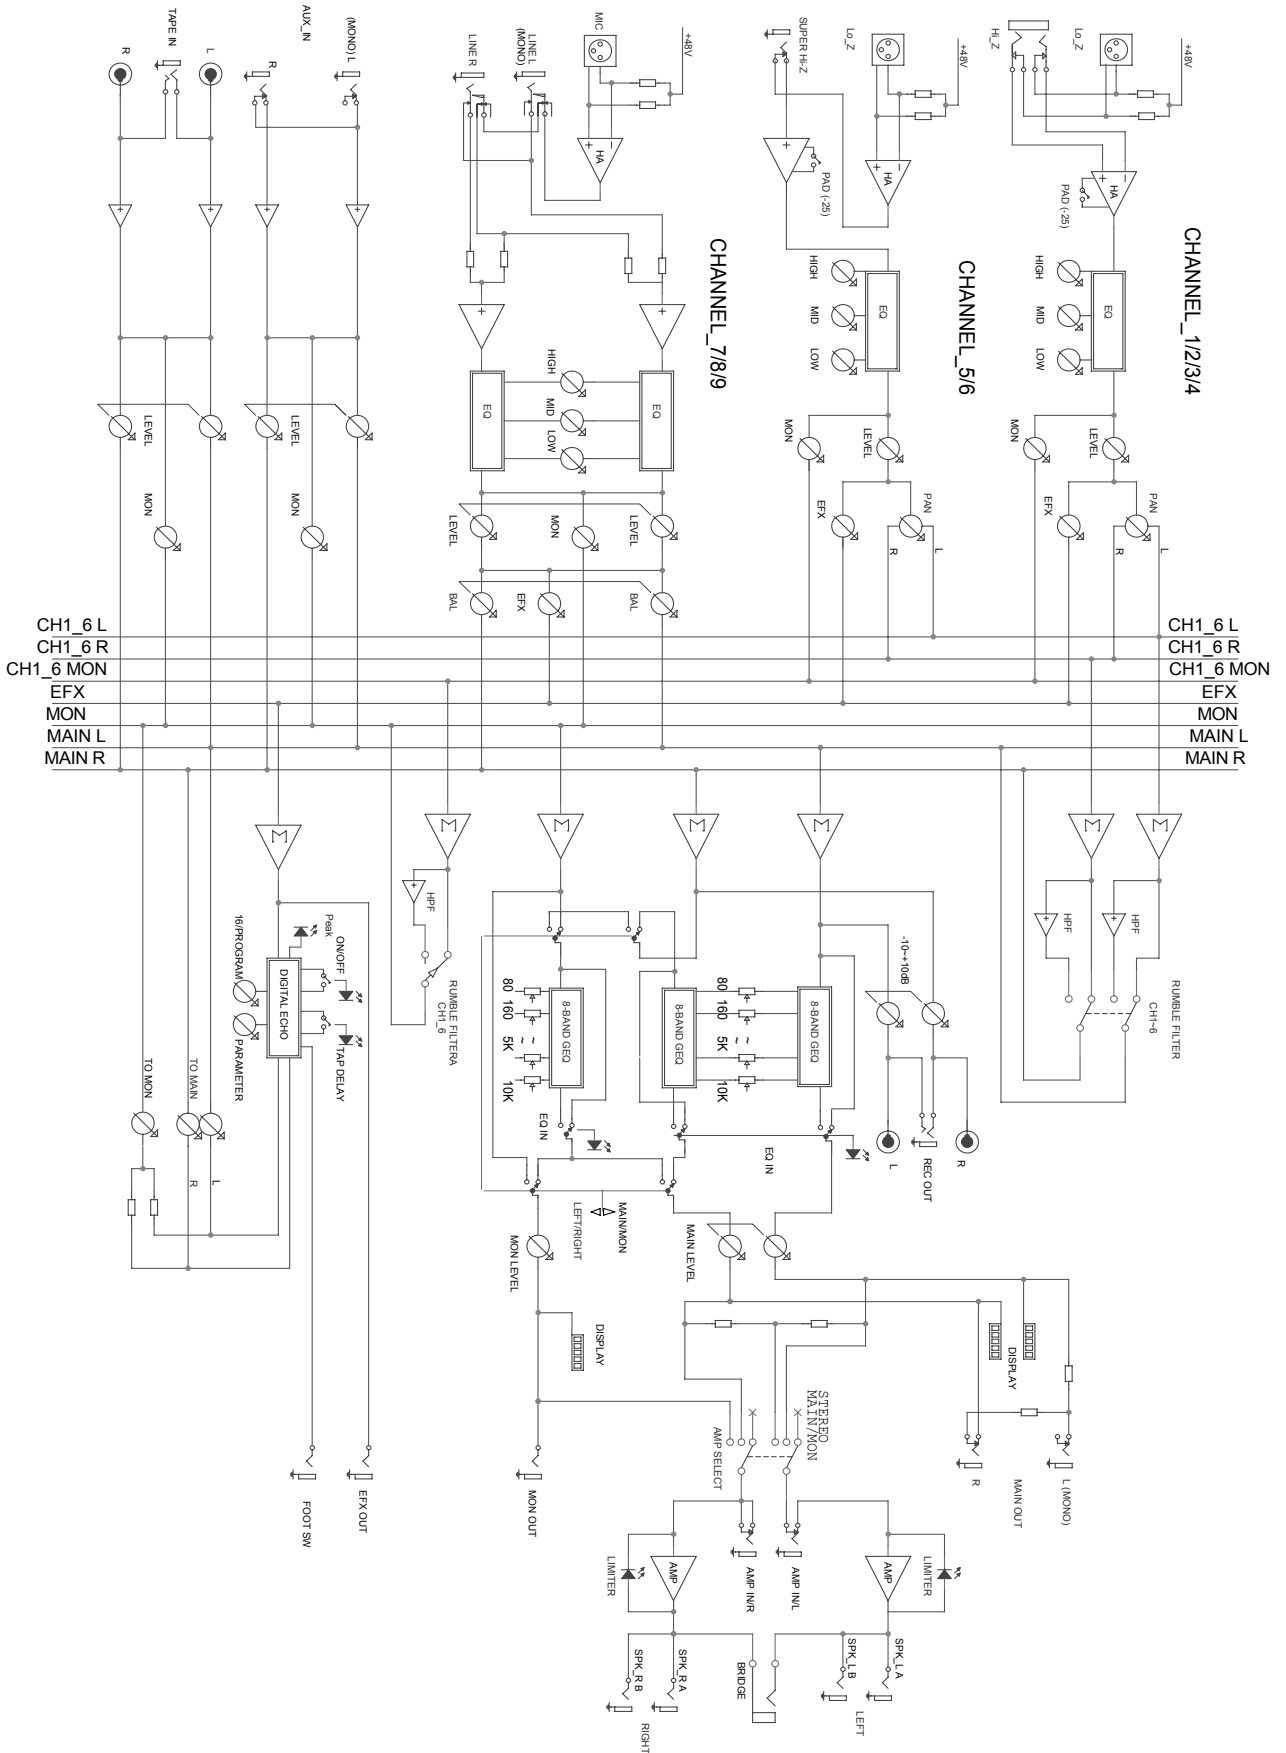 CHANNEL_1/2/3/4
+48V
Lo_Z
Hi_Z
HA
PAD (-25)
EQ
HIGH
MID
LOW
LEVEL
MON
PAN
EFX
L
R
CHANNEL_5/6
+48V
Lo_Z
SUPER Hi-Z
HA
PAD (-25)
EQ
HIGH
MID
LOW
LEVEL
MON
PAN
EFX
L
R
CHANNEL_7/8/9
+48V
MIC
HA
LINE L
(MONO)
LINE R
EQ
EQ
HIGH
MID
LOW
LEVEL
MON
LEVEL
BAL
EFX
BAL
AUX_IN
(MONO) L
R
LEVEL
MON
TAPE IN
L
R
LEVEL
MON
CH1_6 L
CH1_6 R
CH1_6 MON
EFX
MON
MAIN L
MAIN R
CH1_6 L
CH1_6 R
CH1_6 MON
EFX
MON
MAIN L
MAIN R
HPF
HPF
RUMBLE FILTER
CH1~6
-10~+10dB
L
REC OUT
R
8-BAND GEQ
80
160
~
5K
~
10K
8-BAND GEQ
8-BAND GEQ
80
160
~
5K
~
10K
EQ IN
EQ IN
MAIN/MON
LEFT/RIGHT
MAIN LEVEL
MON LEVEL
HPF
RUMBLE FILTERA
CH1_6
DIGITAL ECHO
Peak
ON/OFF
16/PROGRAM
PARAMETER
TAP DELAY
TO MON
TO MAIN
R
L
DISPLAY
DISPLAY
STEREO
MAIN/MON
AMP SELECT
L (MONO)
MAIN OUT
R
MON OUT
EFX OUT
FOOT SW
AMP IN/L
AMP IN/R
AMP
LIMITER
AMP
LIMITER
SPK_L A
SPK_L B
LEFT
BRIDGE
SPK_R A
SPK_R B
RIGHT